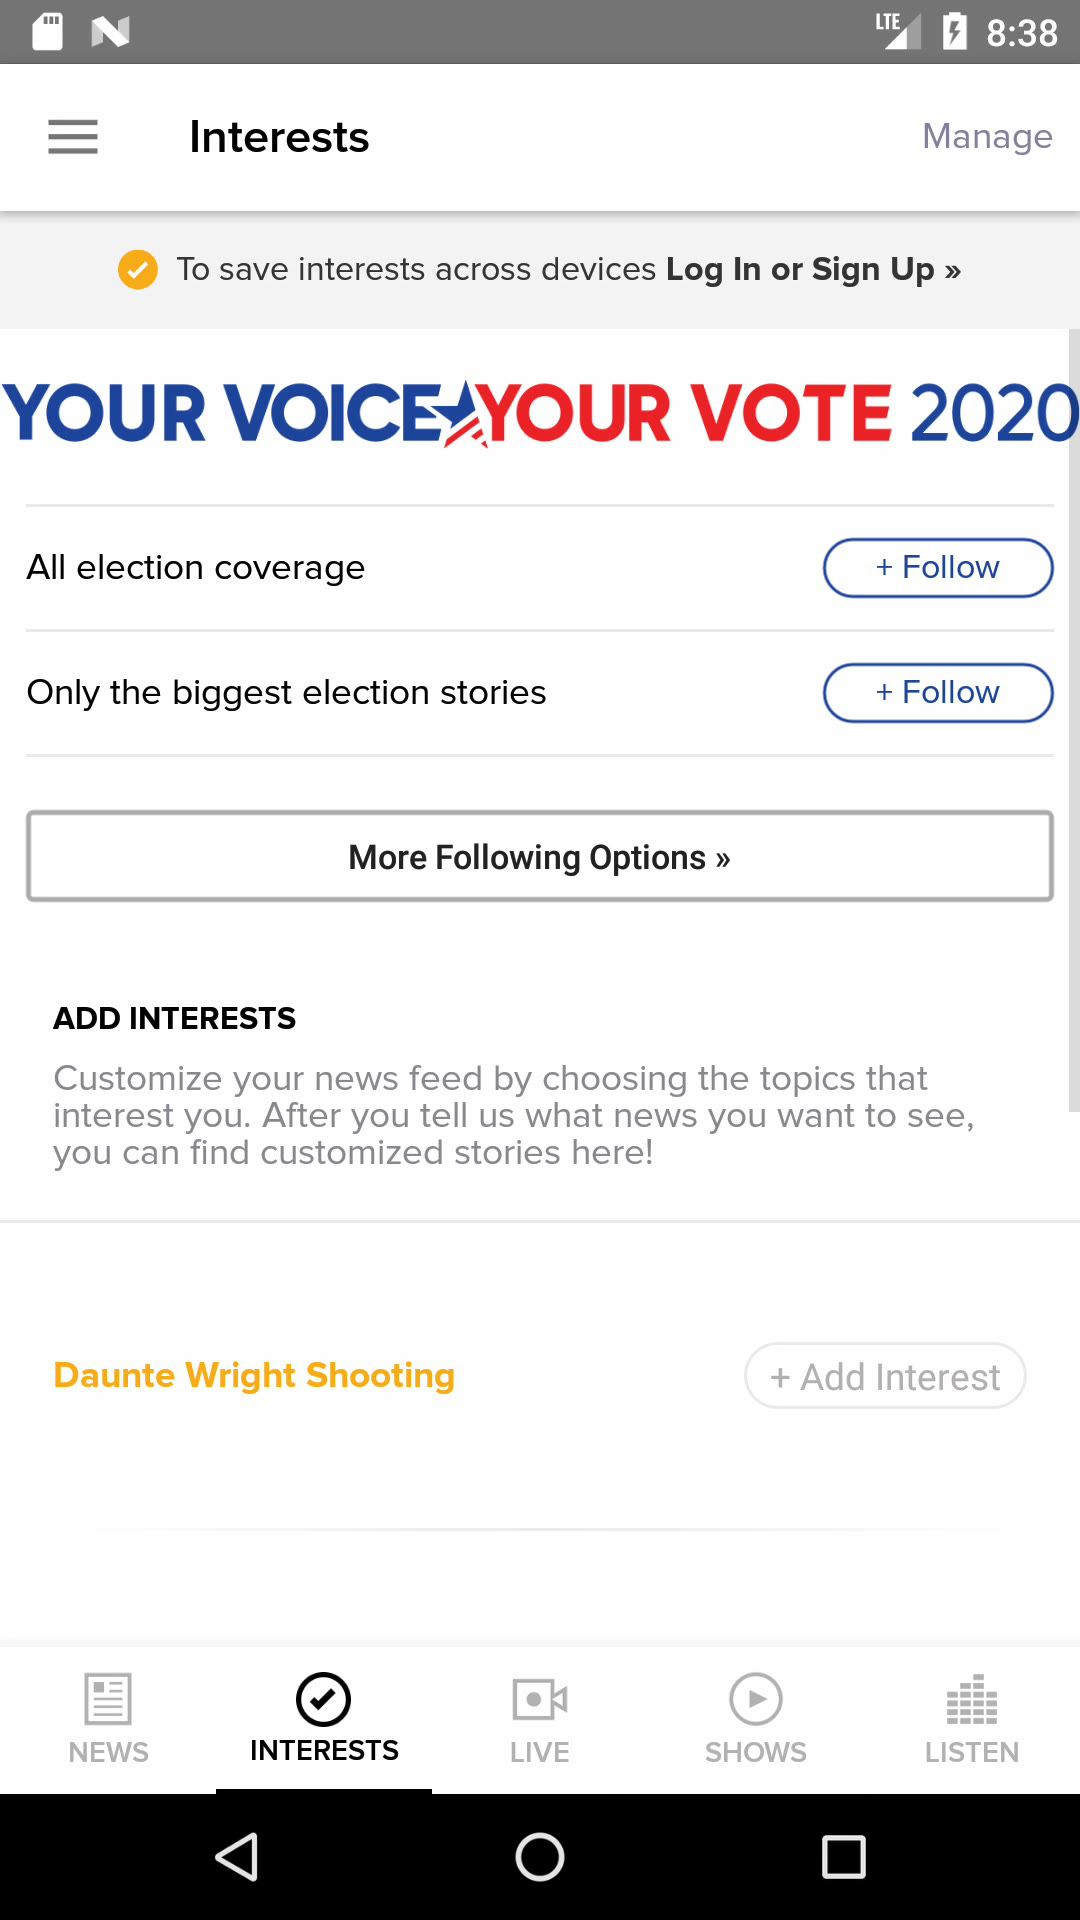 LTE 8:38
Interests Manage
To save interests across devices Log In or Sign Up »
YOUR VOICE YOUR VOTE 2020
All election coverage + Follow
Only the biggest election stories + Follow
More Following Options »
ADD INTERESTS
Customize your news feed by choosing the topics that
interest you. After you tell us what news you want to see,
you can find customized stories here!
Daunte Wright Shooting + Add Interest
NEWS INTERESTS LIVE SHOWS LISTEN